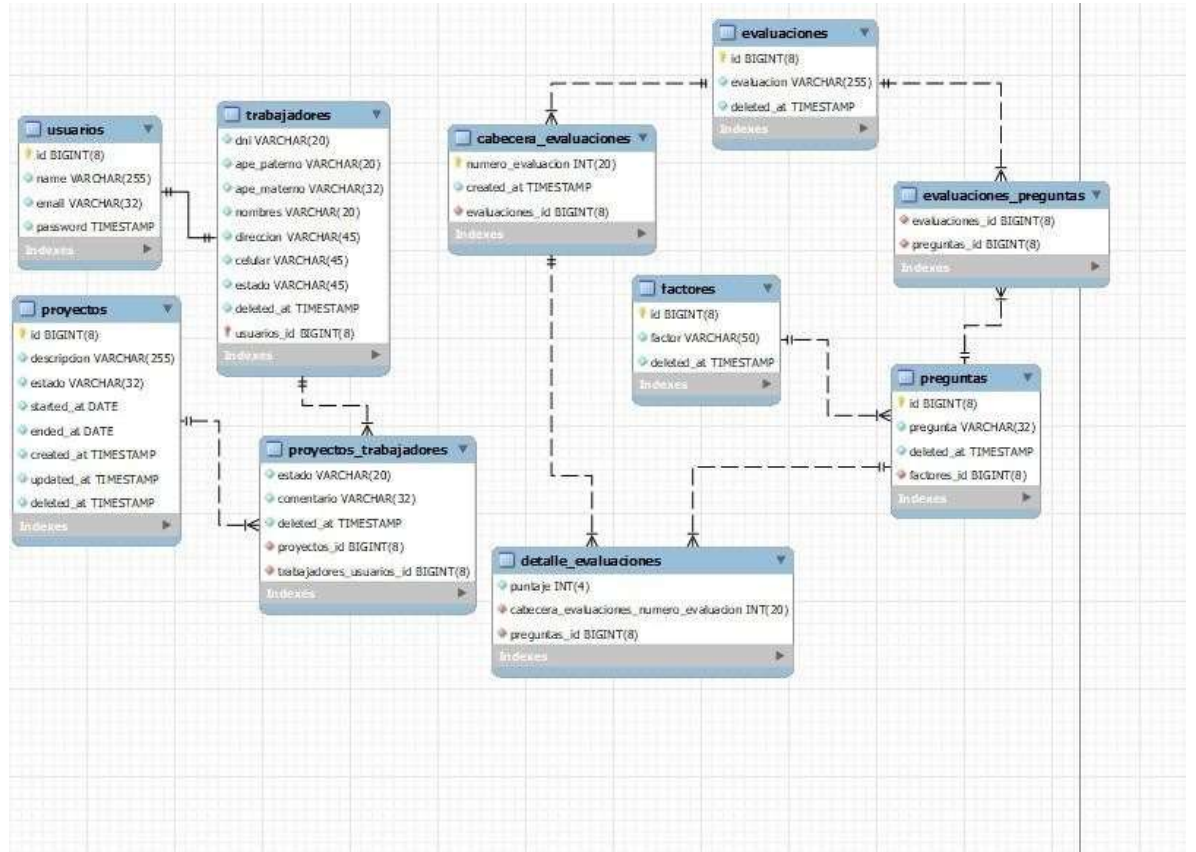 evaluaciones
id BIGINT(8)
evaluacion VARCHAR(255)
deleted_at TIMESTAMP
Indexes
usuarios
id BIGINT(8)
name VARCHAR(255)
email VARCHAR(32)
password TIMESTAMP
Indexes
trabajadores
dni VARCHAR(20)
ape_paterno VARCHAR(20)
ape_materno VARCHAR(32)
nombres VARCHAR(20)
direccion VARCHAR(45)
celular VARCHAR(45)
estado VARCHAR(45)
deleted_at TIMESTAMP
usuarios_id BIGINT(8)
Indexes
cabecera_evaluaciones
numero_evaluacion INT(20)
created_at TIMESTAMP
evaluaciones_id BIGINT(8)
Indexes
evaluaciones_preguntas
evaluaciones_id BIGINT(8)
preguntas_id BIGINT(8)
Indexes
proyectos
id BIGINT(8)
descripcion VARCHAR(255)
estado VARCHAR(32)
started_at DATE
ended_at DATE
created_at TIMESTAMP
updated_at TIMESTAMP
deleted_at TIMESTAMP
Indexes
factores
id BIGINT(8)
factor VARCHAR(50)
deleted_at TIMESTAMP
Indexes
preguntas
id BIGINT(8)
pregunta VARCHAR(32)
deleted_at TIMESTAMP
factores_id BIGINT(8)
Indexes
proyectos_trabajadores
estado VARCHAR(20)
comentario VARCHAR(32)
deleted_at TIMESTAMP
proyectos_id BIGINT(8)
trabajadores_usuarios_id BIGINT(8)
Indexes
detalle_evaluaciones
puntaje INT(4)
cabecera_evaluaciones_numero_evaluacion INT(20)
preguntas_id BIGINT(8)
Indexes